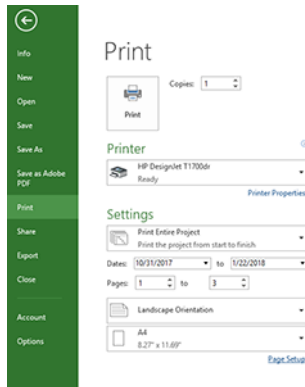 Info
New
Open
Save
Save As
Save as Adobe
PDF
Print
Share
Export
Close
Account
Options
Print
Copies: 1
Print
Printer
HP DesignJet T1700dr
Ready
Printer Properties
Settings
Print Entire Project
Print the project from start to finish
Dates: 10/31/2017 to 1/22/2018
Pages: 1 to 3
Landscape Orientation
A4
8.27" x 11.69"
Page Setup